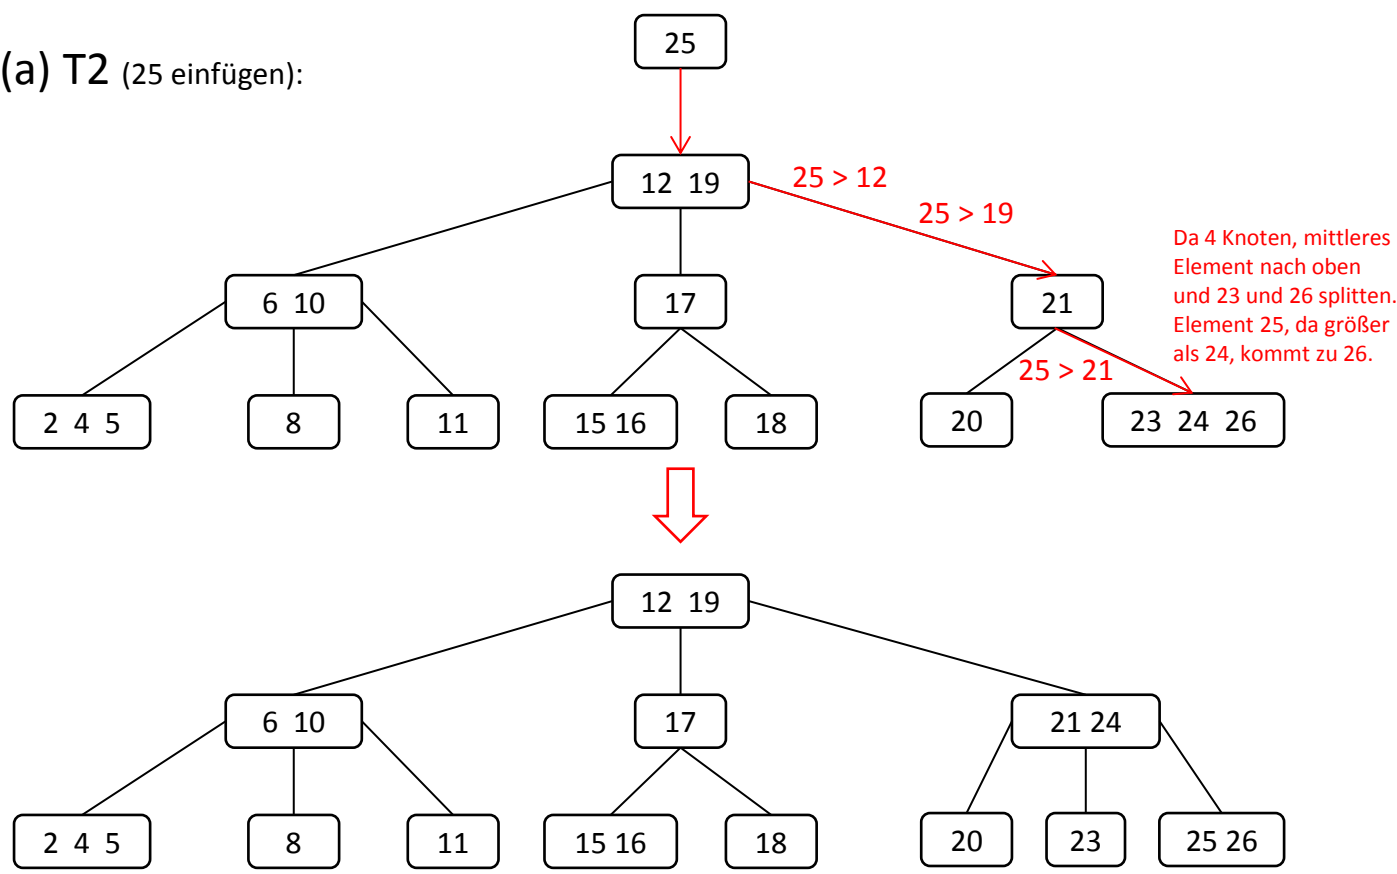 (a) T2 (25 einfügen):
25
12 19
25 > 12
25 > 19
Da 4 Knoten, mittleres
Element nach oben
und 23 und 26 splitten.
Element 25, da größer
als 24, kommt zu 26.
6 10
17
21
25 > 21
2 4 5
8
11
15 16
18
20
23 24 26
12 19
6 10
17
21 24
2 4 5
8
11
15 16
18
20
23
25 26